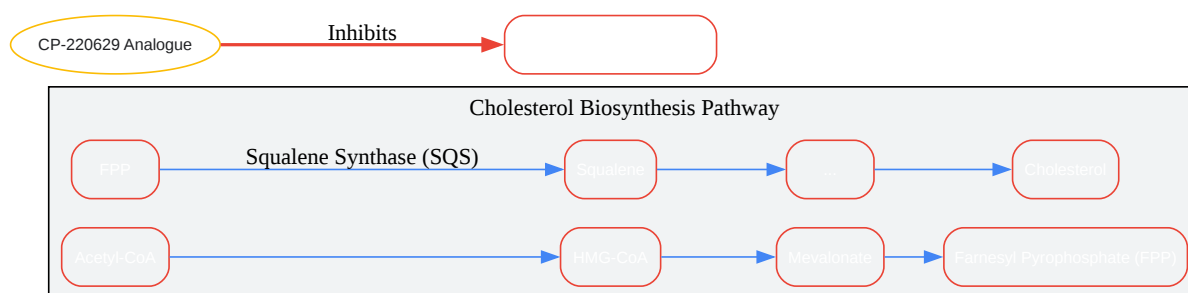 CP-220629 Analogue
Inhibits
Cholesterol Biosynthesis Pathway
FPP
Squalene Synthase (SQS)
Squalene
...
Cholesterol
Acetyl-CoA
HMG-CoA
Mevalonate
Farnesyl Pyrophosphate (FPP)